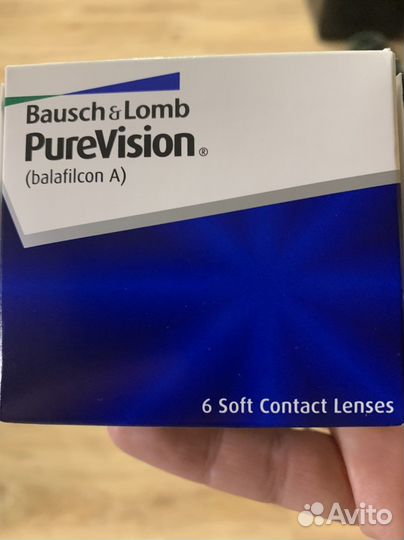 Bausch & Lomb
PureVision®
(balafilcon A)
6 Soft Contact Lenses
Avito